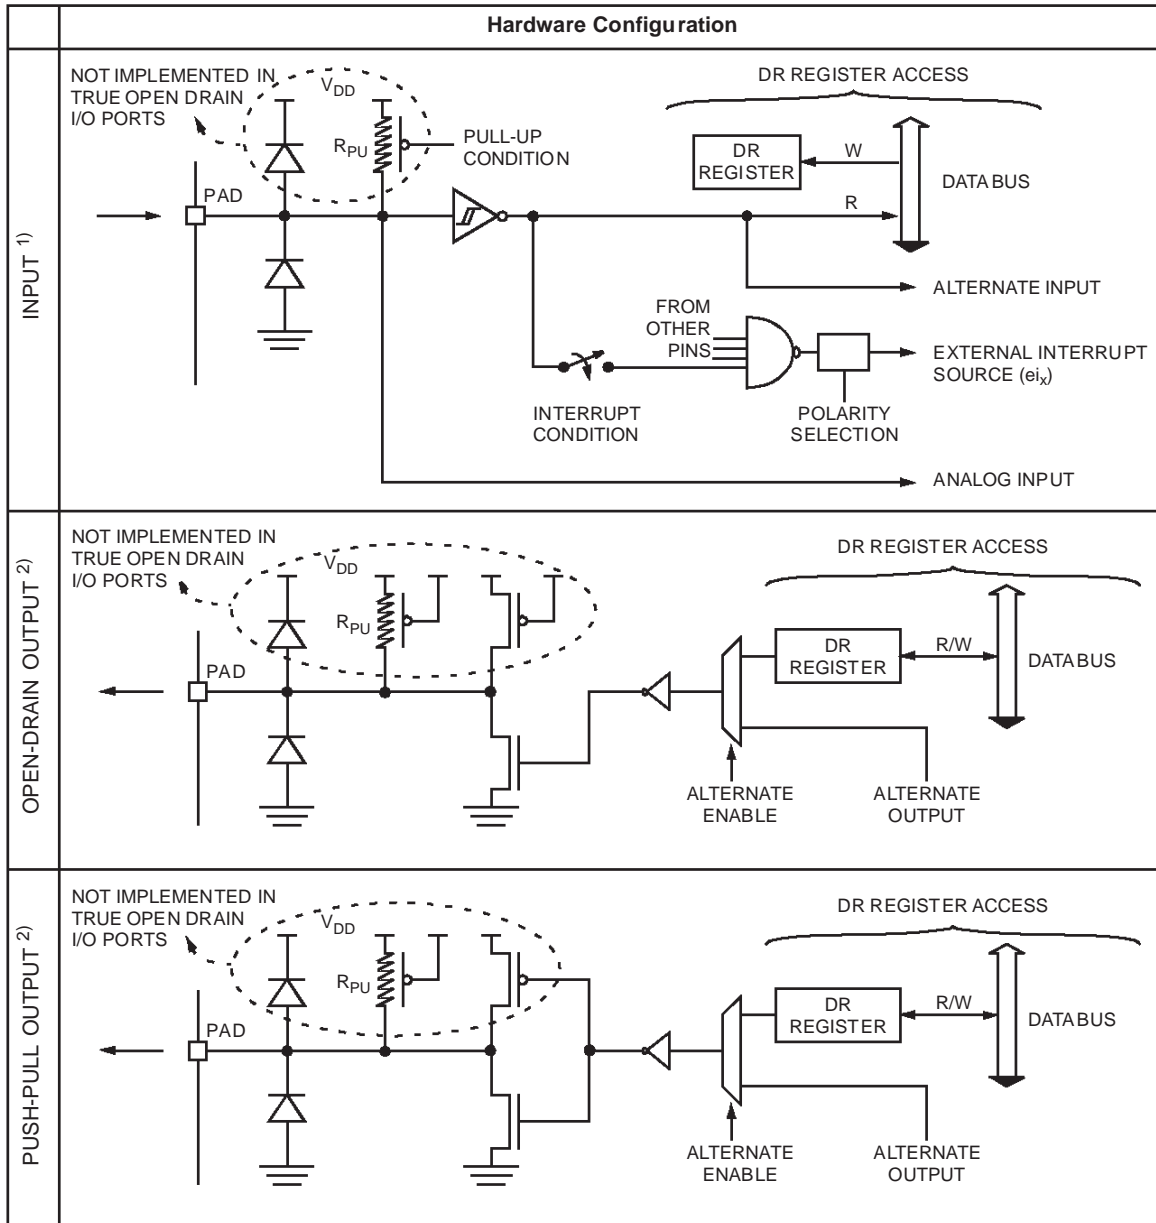 Hardware Configuration
INPUT 1)
NOT IMPLEMENTED IN
TRUE OPEN DRAIN
I/O PORTS
VDD
RPU
PULL-UP
CONDITION
PAD
DR REGISTER ACCESS
DR
REGISTER
W
R
DATA BUS
ALTERNATE INPUT
FROM
OTHER
PINS
EXTERNAL INTERRUPT
SOURCE (eix)
INTERRUPT
CONDITION
POLARITY
SELECTION
ANALOG INPUT
OPEN-DRAIN OUTPUT 2)
NOT IMPLEMENTED IN
TRUE OPEN DRAIN
I/O PORTS
VDD
RPU
PAD
DR REGISTER ACCESS
DR
REGISTER
R/W
DATA BUS
ALTERNATE
ENABLE
ALTERNATE
OUTPUT
PUSH-PULL OUTPUT 2)
NOT IMPLEMENTED IN
TRUE OPEN DRAIN
I/O PORTS
VDD
RPU
PAD
DR REGISTER ACCESS
DR
REGISTER
R/W
DATA BUS
ALTERNATE
ENABLE
ALTERNATE
OUTPUT